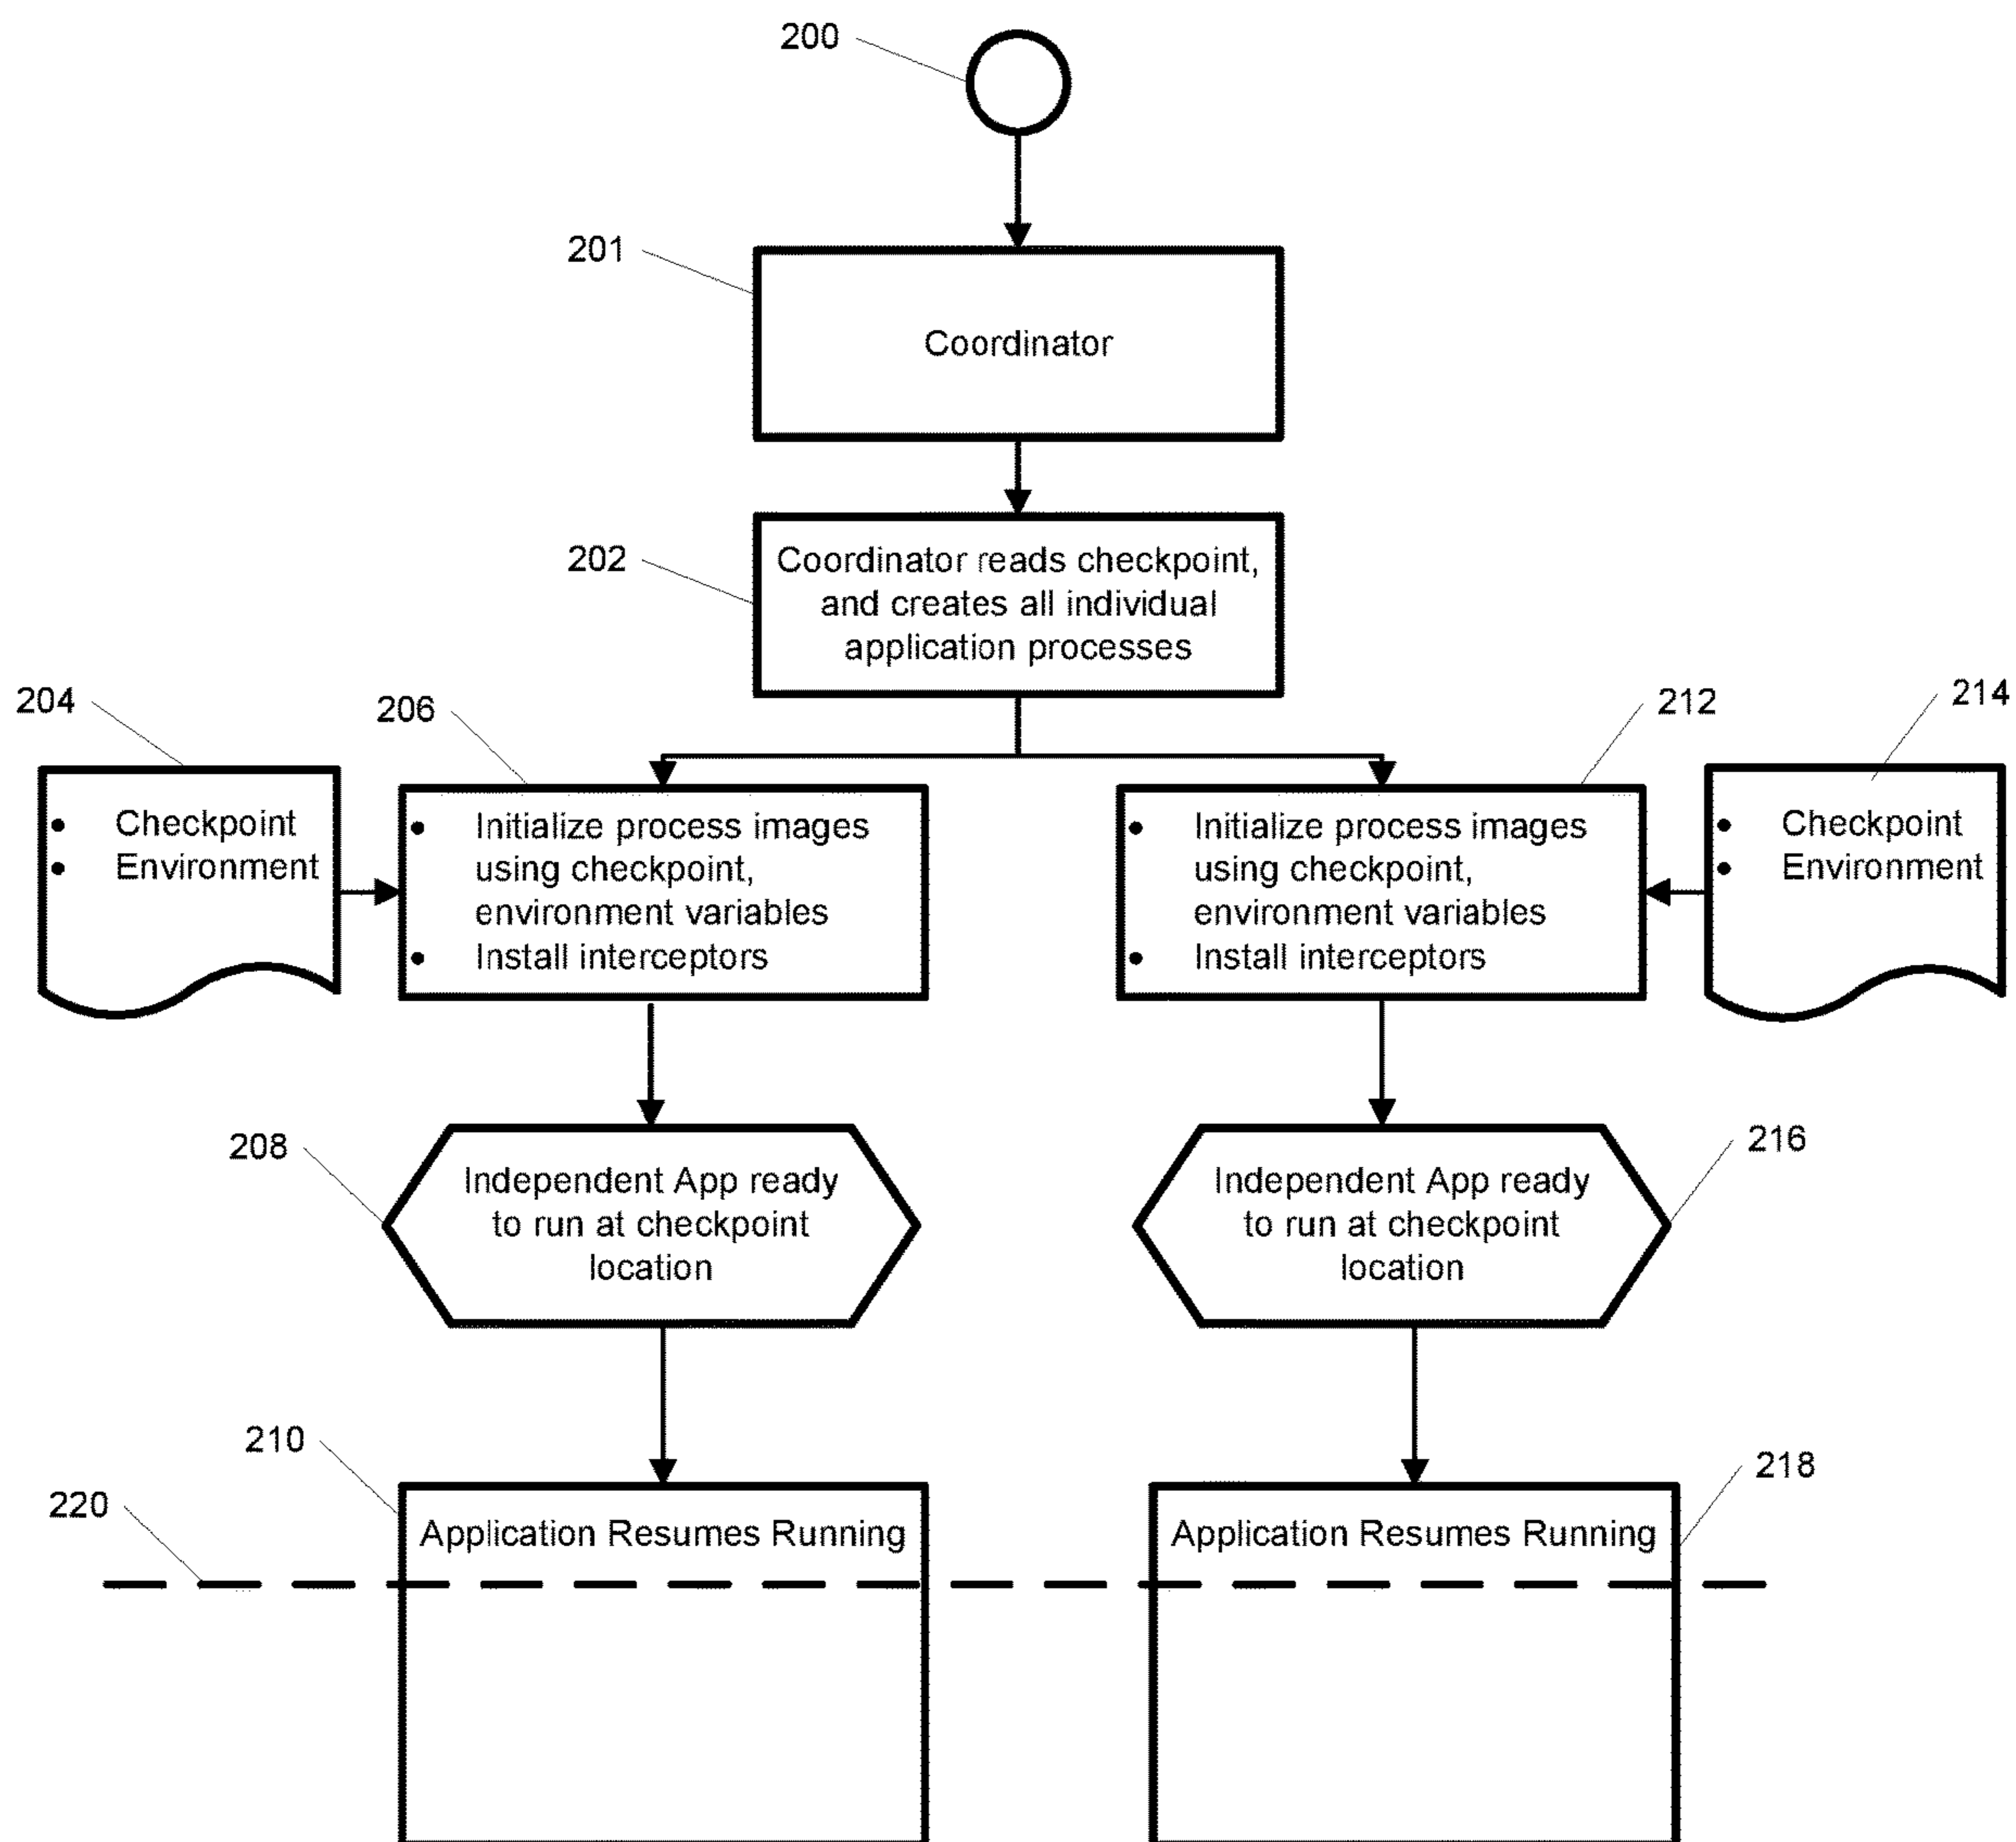 200
201
Coordinator
202
Coordinator reads checkpoint,
and creates all individual
application processes
204
206
212
214
• Checkpoint
• Environment
• Initialize process images
using checkpoint,
environment variables
• Install interceptors
• Initialize process images
using checkpoint,
environment variables
• Install interceptors
• Checkpoint
• Environment
208
Independent App ready
to run at checkpoint
location
Independent App ready
to run at checkpoint
location
216
210
Application Resumes Running
Application Resumes Running
218
220